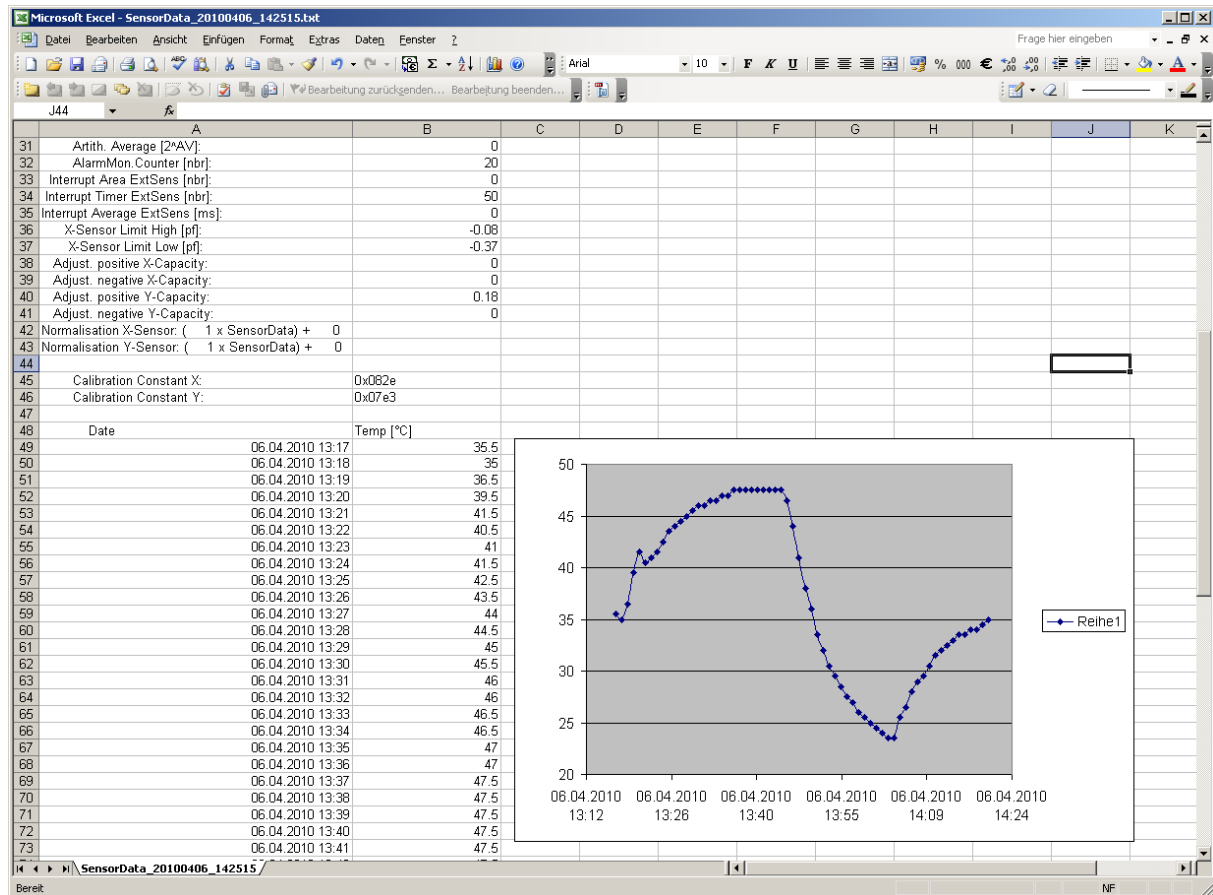 Microsoft Excel - SensorData_20100406_142515.txt
Datei Bearbeiten Ansicht Einfügen Format Extras Daten Fenster ? Frage hier eingeben
Arial 10 F K U % 000 €
Bearbeitung zurücksenden... Bearbeitung beenden...
J44 fx
A B C D E F G H I J K
31 Artith. Average [2^AV]: 0
32 AlarmMon.Counter [nbr]: 20
33 Interrupt Area ExtSens [nbr]: 0
34 Interrupt Timer ExtSens [nbr]: 50
35 Interrupt Average ExtSens [ms]: 0
36 X-Sensor Limit High [pf]: -0.08
37 X-Sensor Limit Low [pf]: -0.37
38 Adjust. positive X-Capacity: 0
39 Adjust. negative X-Capacity: 0
40 Adjust. positive Y-Capacity: 0.18
41 Adjust. negative Y-Capacity: 0
42 Normalisation X-Sensor: ( 1 x SensorData) + 0
43 Normalisation Y-Sensor: ( 1 x SensorData) + 0
44
45 Calibration Constant X: 0x082e
46 Calibration Constant Y: 0x07e3
47
48 Date Temp [°C]
49 06.04.2010 13:17 35.5
50 06.04.2010 13:18 35
51 06.04.2010 13:19 36.5
52 06.04.2010 13:20 39.5
53 06.04.2010 13:21 41.5
54 06.04.2010 13:22 40.5
55 06.04.2010 13:23 41
56 06.04.2010 13:24 41.5
57 06.04.2010 13:25 42.5
58 06.04.2010 13:26 43.5
59 06.04.2010 13:27 44
60 06.04.2010 13:28 44.5
61 06.04.2010 13:29 45
62 06.04.2010 13:30 45.5
63 06.04.2010 13:31 46
64 06.04.2010 13:32 46
65 06.04.2010 13:33 46.5
66 06.04.2010 13:34 46.5
67 06.04.2010 13:35 47
68 06.04.2010 13:36 47
69 06.04.2010 13:37 47.5
70 06.04.2010 13:38 47.5
71 06.04.2010 13:39 47.5
72 06.04.2010 13:40 47.5
73 06.04.2010 13:41 47.5
50
45
40
35
30
25
20
Reihe1
06.04.2010 06.04.2010 06.04.2010 06.04.2010 06.04.2010 06.04.2010
13:12 13:26 13:40 13:55 14:09 14:24
SensorData_20100406_142515
Bereit NF